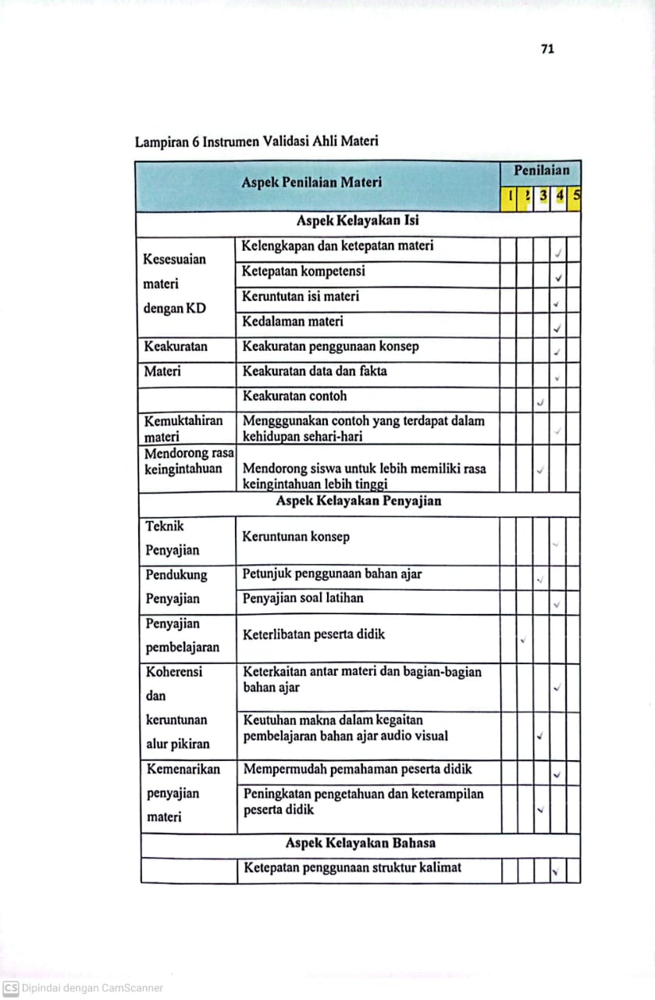 71
Lampiran 6 Instrumen Validasi Ahli Materi
Aspek Penilaian Materi
Penilaian
1 2 3 4 5
Aspek Kelayakan Isi
Kesesuaian
materi
dengan KD
Kelengkapan dan ketepatan materi
✓
Ketepatan kompetensi
✓
Keruntutan isi materi
✓
Kedalaman materi
✓
Keakuratan
Materi
Keakuratan penggunaan konsep
✓
Keakuratan data dan fakta
✓
Keakuratan contoh
✓
Kemuktahiran
materi
Mengggunakan contoh yang terdapat dalam
kehidupan sehari-hari
✓
Mendorong rasa
keingintahuan
Mendorong siswa untuk lebih memiliki rasa
keingintahuan lebih tinggi
✓
Aspek Kelayakan Penyajian
Teknik
Penyajian
Keruntunan konsep
✓
Pendukung
Penyajian
Petunjuk penggunaan bahan ajar
✓
Penyajian soal latihan
✓
Penyajian
pembelajaran
Keterlibatan peserta didik
✓
Koherensi
dan
keruntunan
alur pikiran
Keterkaitan antar materi dan bagian-bagian
bahan ajar
✓
Keutuhan makna dalam kegaitan
pembelajaran bahan ajar audio visual
✓
Kemenarikan
penyajian
materi
Mempermudah pemahaman peserta didik
✓
Peningkatan pengetahuan dan keterampilan
peserta didik
✓
Aspek Kelayakan Bahasa
Ketepatan penggunaan struktur kalimat
✓
CS Dipindai dengan CamScanner